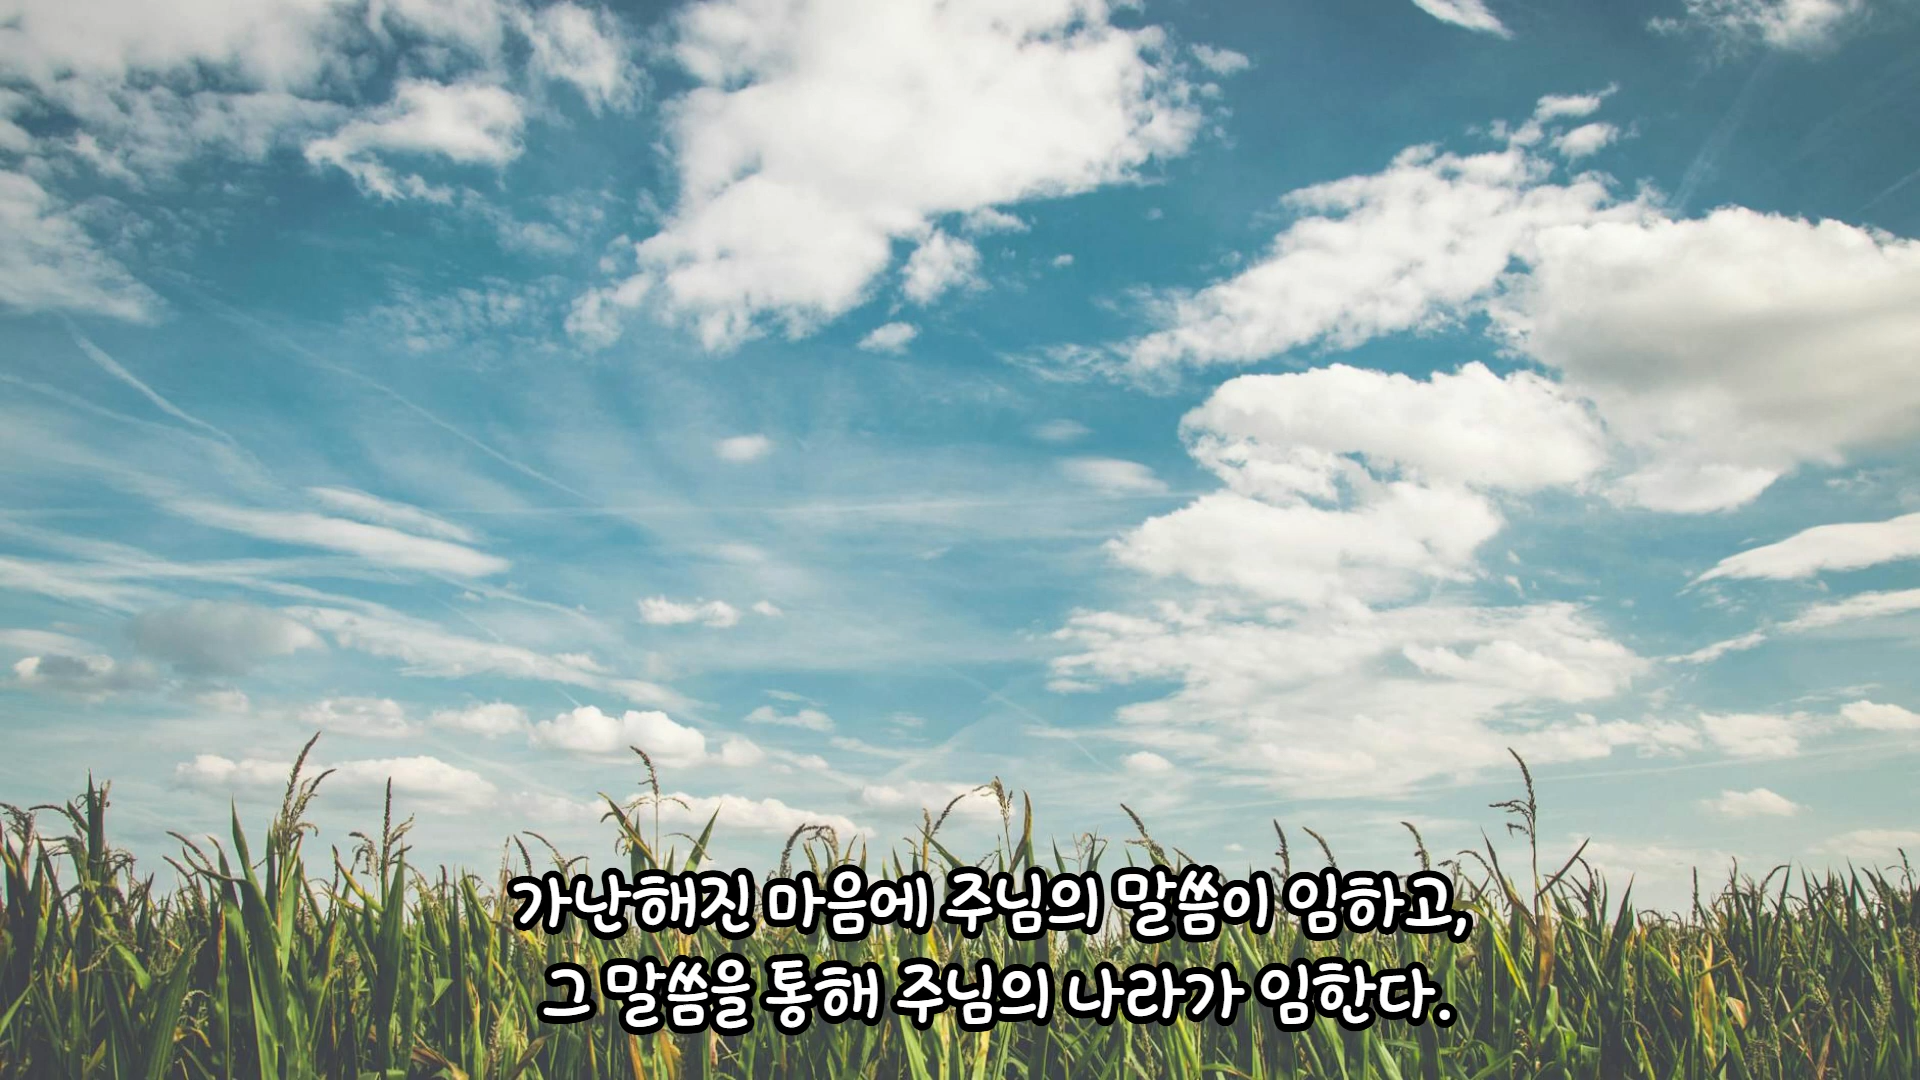 가난해진 마음에 주님의 말씀이 임하고,
그 말씀을 통해 주님의 나라가 임한다.